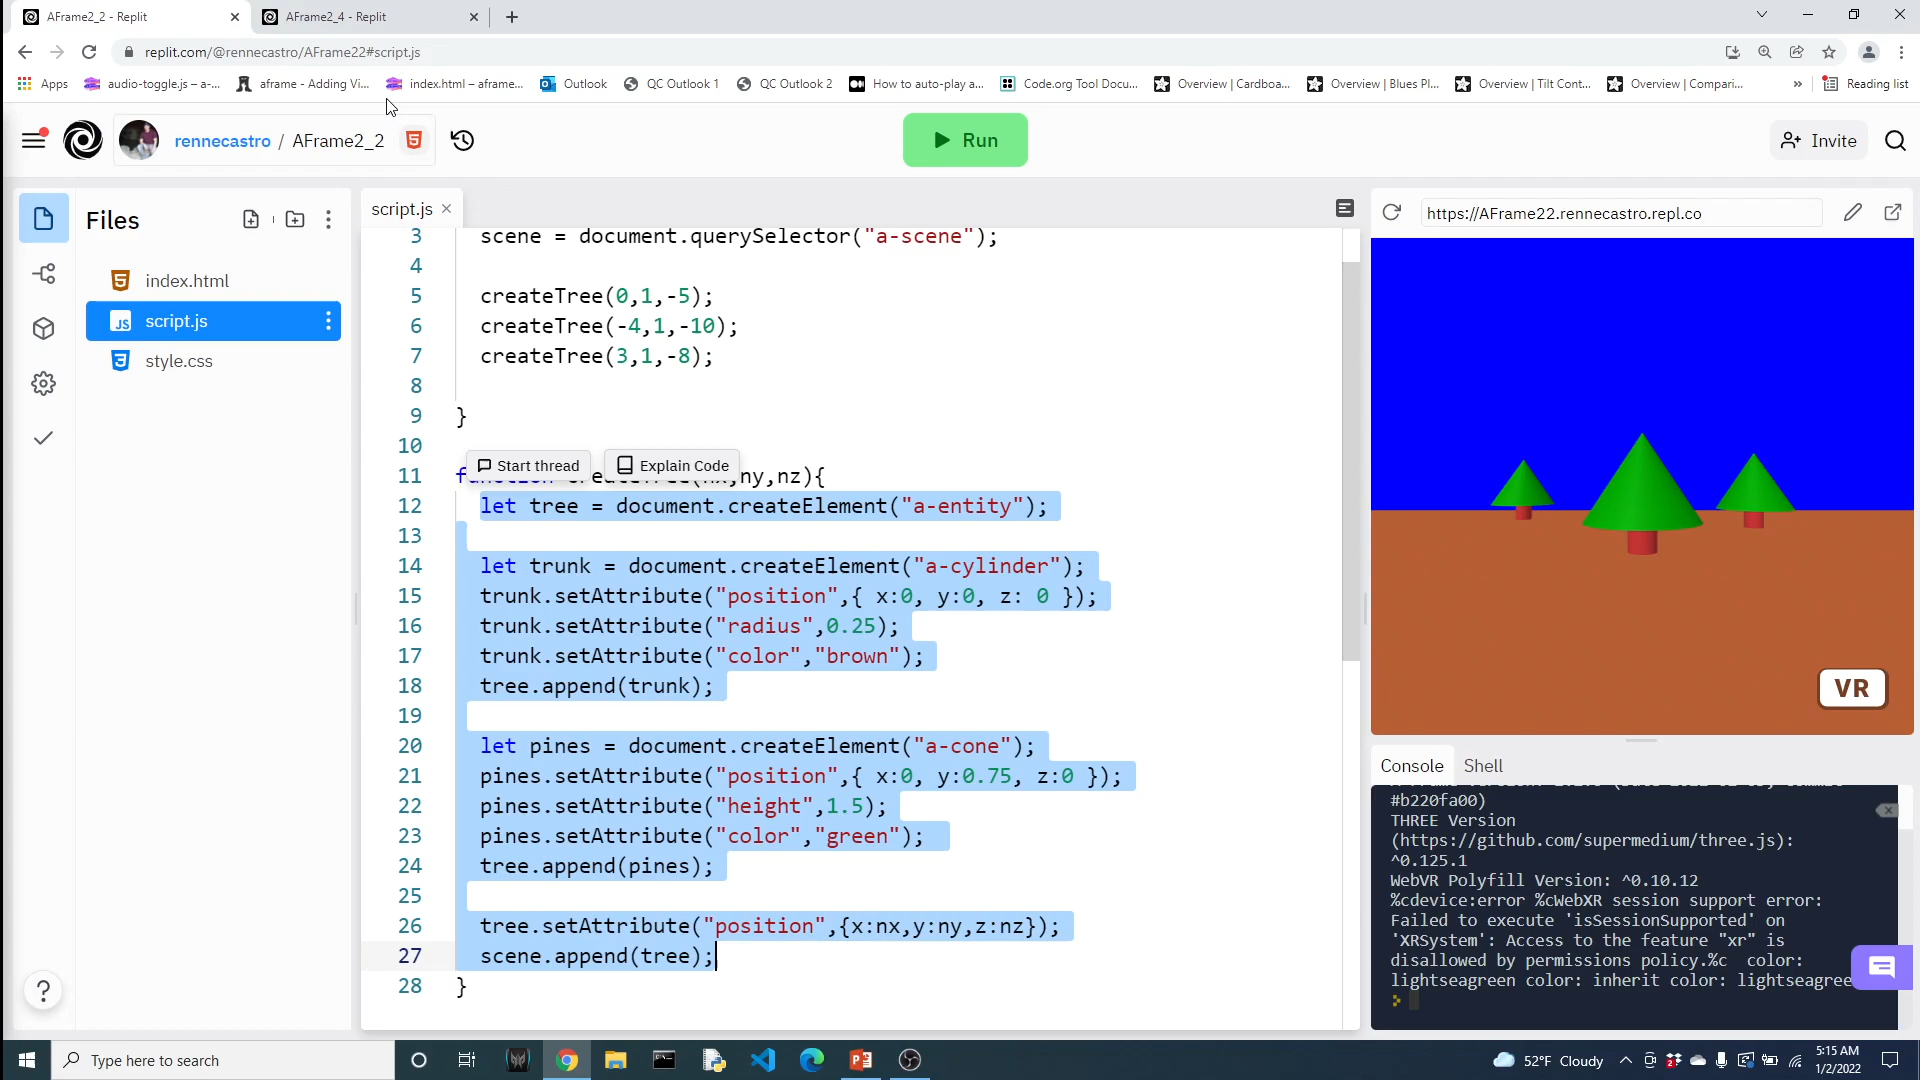 AFrame2_2 - Replit
AFrame2_4 - Replit
replit.com/@rennecastro/AFrame22#script.js
Apps
audio-toggle.js – a-...
aframe - Adding Vi...
index.html – aframe...
Outlook
QC Outlook 1
QC Outlook 2
How to auto-play a...
Code.org Tool Docu...
Overview | Cardboa...
Overview | Blues Pl...
Overview | Tilt Cont...
Overview | Compari...
»
Reading list
rennecastro / AFrame2_2
Run
Invite
Files
index.html
script.js
style.css
script.js
https://AFrame22.rennecastro.repl.co
3 scene = document.querySelector("a-scene");
4
5 createTree(0,1,-5);
6 createTree(-4,1,-10);
7 createTree(3,1,-8);
8
9 }
10
Start thread
Explain Code
11 function createTree(nx,ny,nz){
12 let tree = document.createElement("a-entity");
13
14 let trunk = document.createElement("a-cylinder");
15 trunk.setAttribute("position",{ x:0, y:0, z: 0 });
16 trunk.setAttribute("radius",0.25);
17 trunk.setAttribute("color","brown");
18 tree.append(trunk);
19
20 let pines = document.createElement("a-cone");
21 pines.setAttribute("position",{ x:0, y:0.75, z:0 });
22 pines.setAttribute("height",1.5);
23 pines.setAttribute("color","green");
24 tree.append(pines);
25
26 tree.setAttribute("position",{x:nx,y:ny,z:nz});
27 scene.append(tree);
28 }
VR
Console
Shell
#b220fa00)
THREE Version
(https://github.com/supermedium/three.js):
^0.125.1
WebVR Polyfill Version: ^0.10.12
%cdevice:error %cWebXR session support error:
Failed to execute 'isSessionSupported' on
'XRSystem': Access to the feature "xr" is
disallowed by permissions policy.%c color:
lightseagreen color: inherit color: lightseagree
Type here to search
52°F Cloudy
5:15 AM
1/2/2022